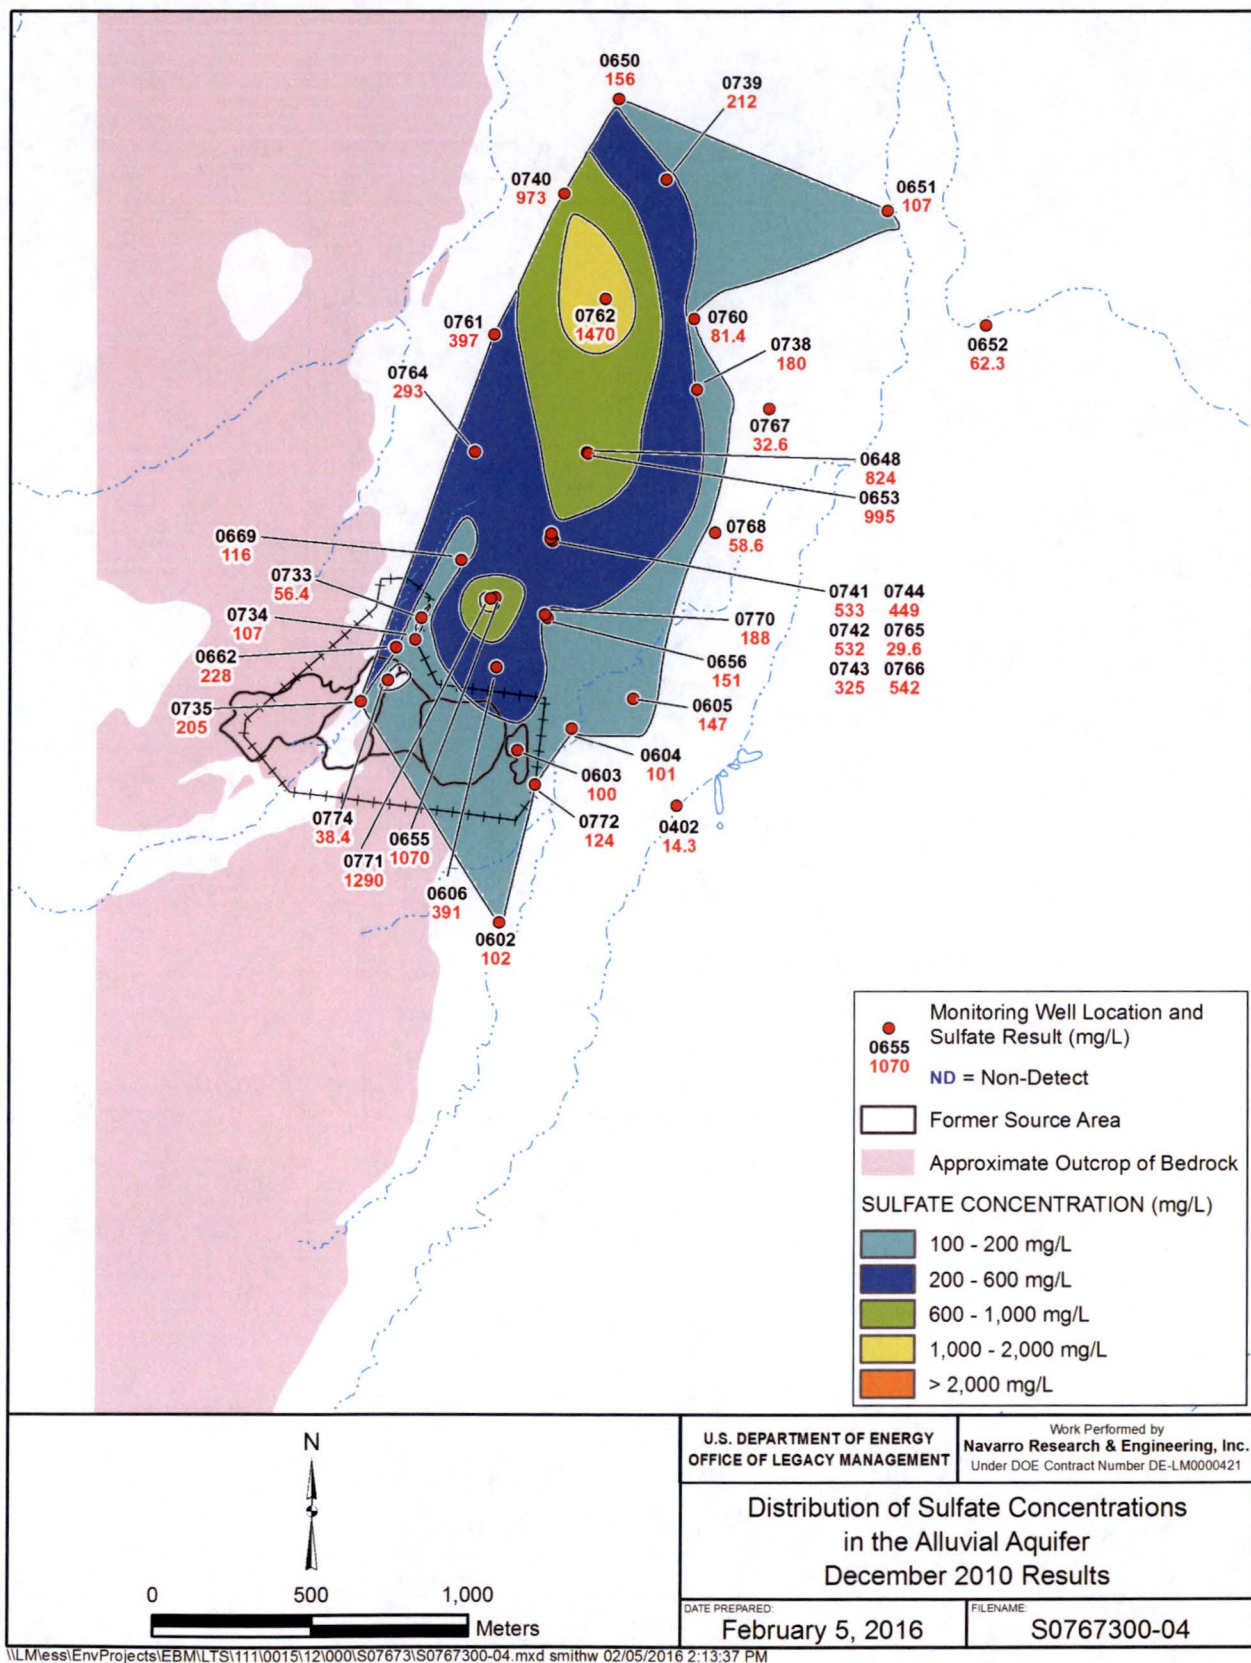 0650
156
0739
212
0740
973
0651
107
0762
1470
0761
397
0760
81.4
0652
62.3
0738
180
0764
293
0767
32.6
0648
824
0653
995
0669
116
0768
58.6
0733
56.4
0741 0744
533 449
0742 0765
532 29.6
0743 0766
325 542
0734
107
0770
188
0662
228
0656
151
0735
205
0605
147
0604
101
0603
100
0774
38.4
0772
124
0402
14.3
0655
1070
0771
1290
0606
391
0602
102
0655
1070
Monitoring Well Location and
Sulfate Result (mg/L)
ND = Non-Detect
Former Source Area
Approximate Outcrop of Bedrock
SULFATE CONCENTRATION (mg/L)
100 - 200 mg/L
200 - 600 mg/L
600 - 1,000 mg/L
1,000 - 2,000 mg/L
> 2,000 mg/L
N
0 500 1,000
Meters
U.S. DEPARTMENT OF ENERGY
OFFICE OF LEGACY MANAGEMENT
Work Performed by
Navarro Research & Engineering, Inc.
Under DOE Contract Number DE-LM0000421
Distribution of Sulfate Concentrations
in the Alluvial Aquifer
December 2010 Results
DATE PREPARED:
February 5, 2016
FILENAME:
S0767300-04
\\LM\ess\EnvProjects\EBM\LTS\111\0015\12\000\S07673\S0767300-04.mxd smithw 02/05/2016 2:13:37 PM